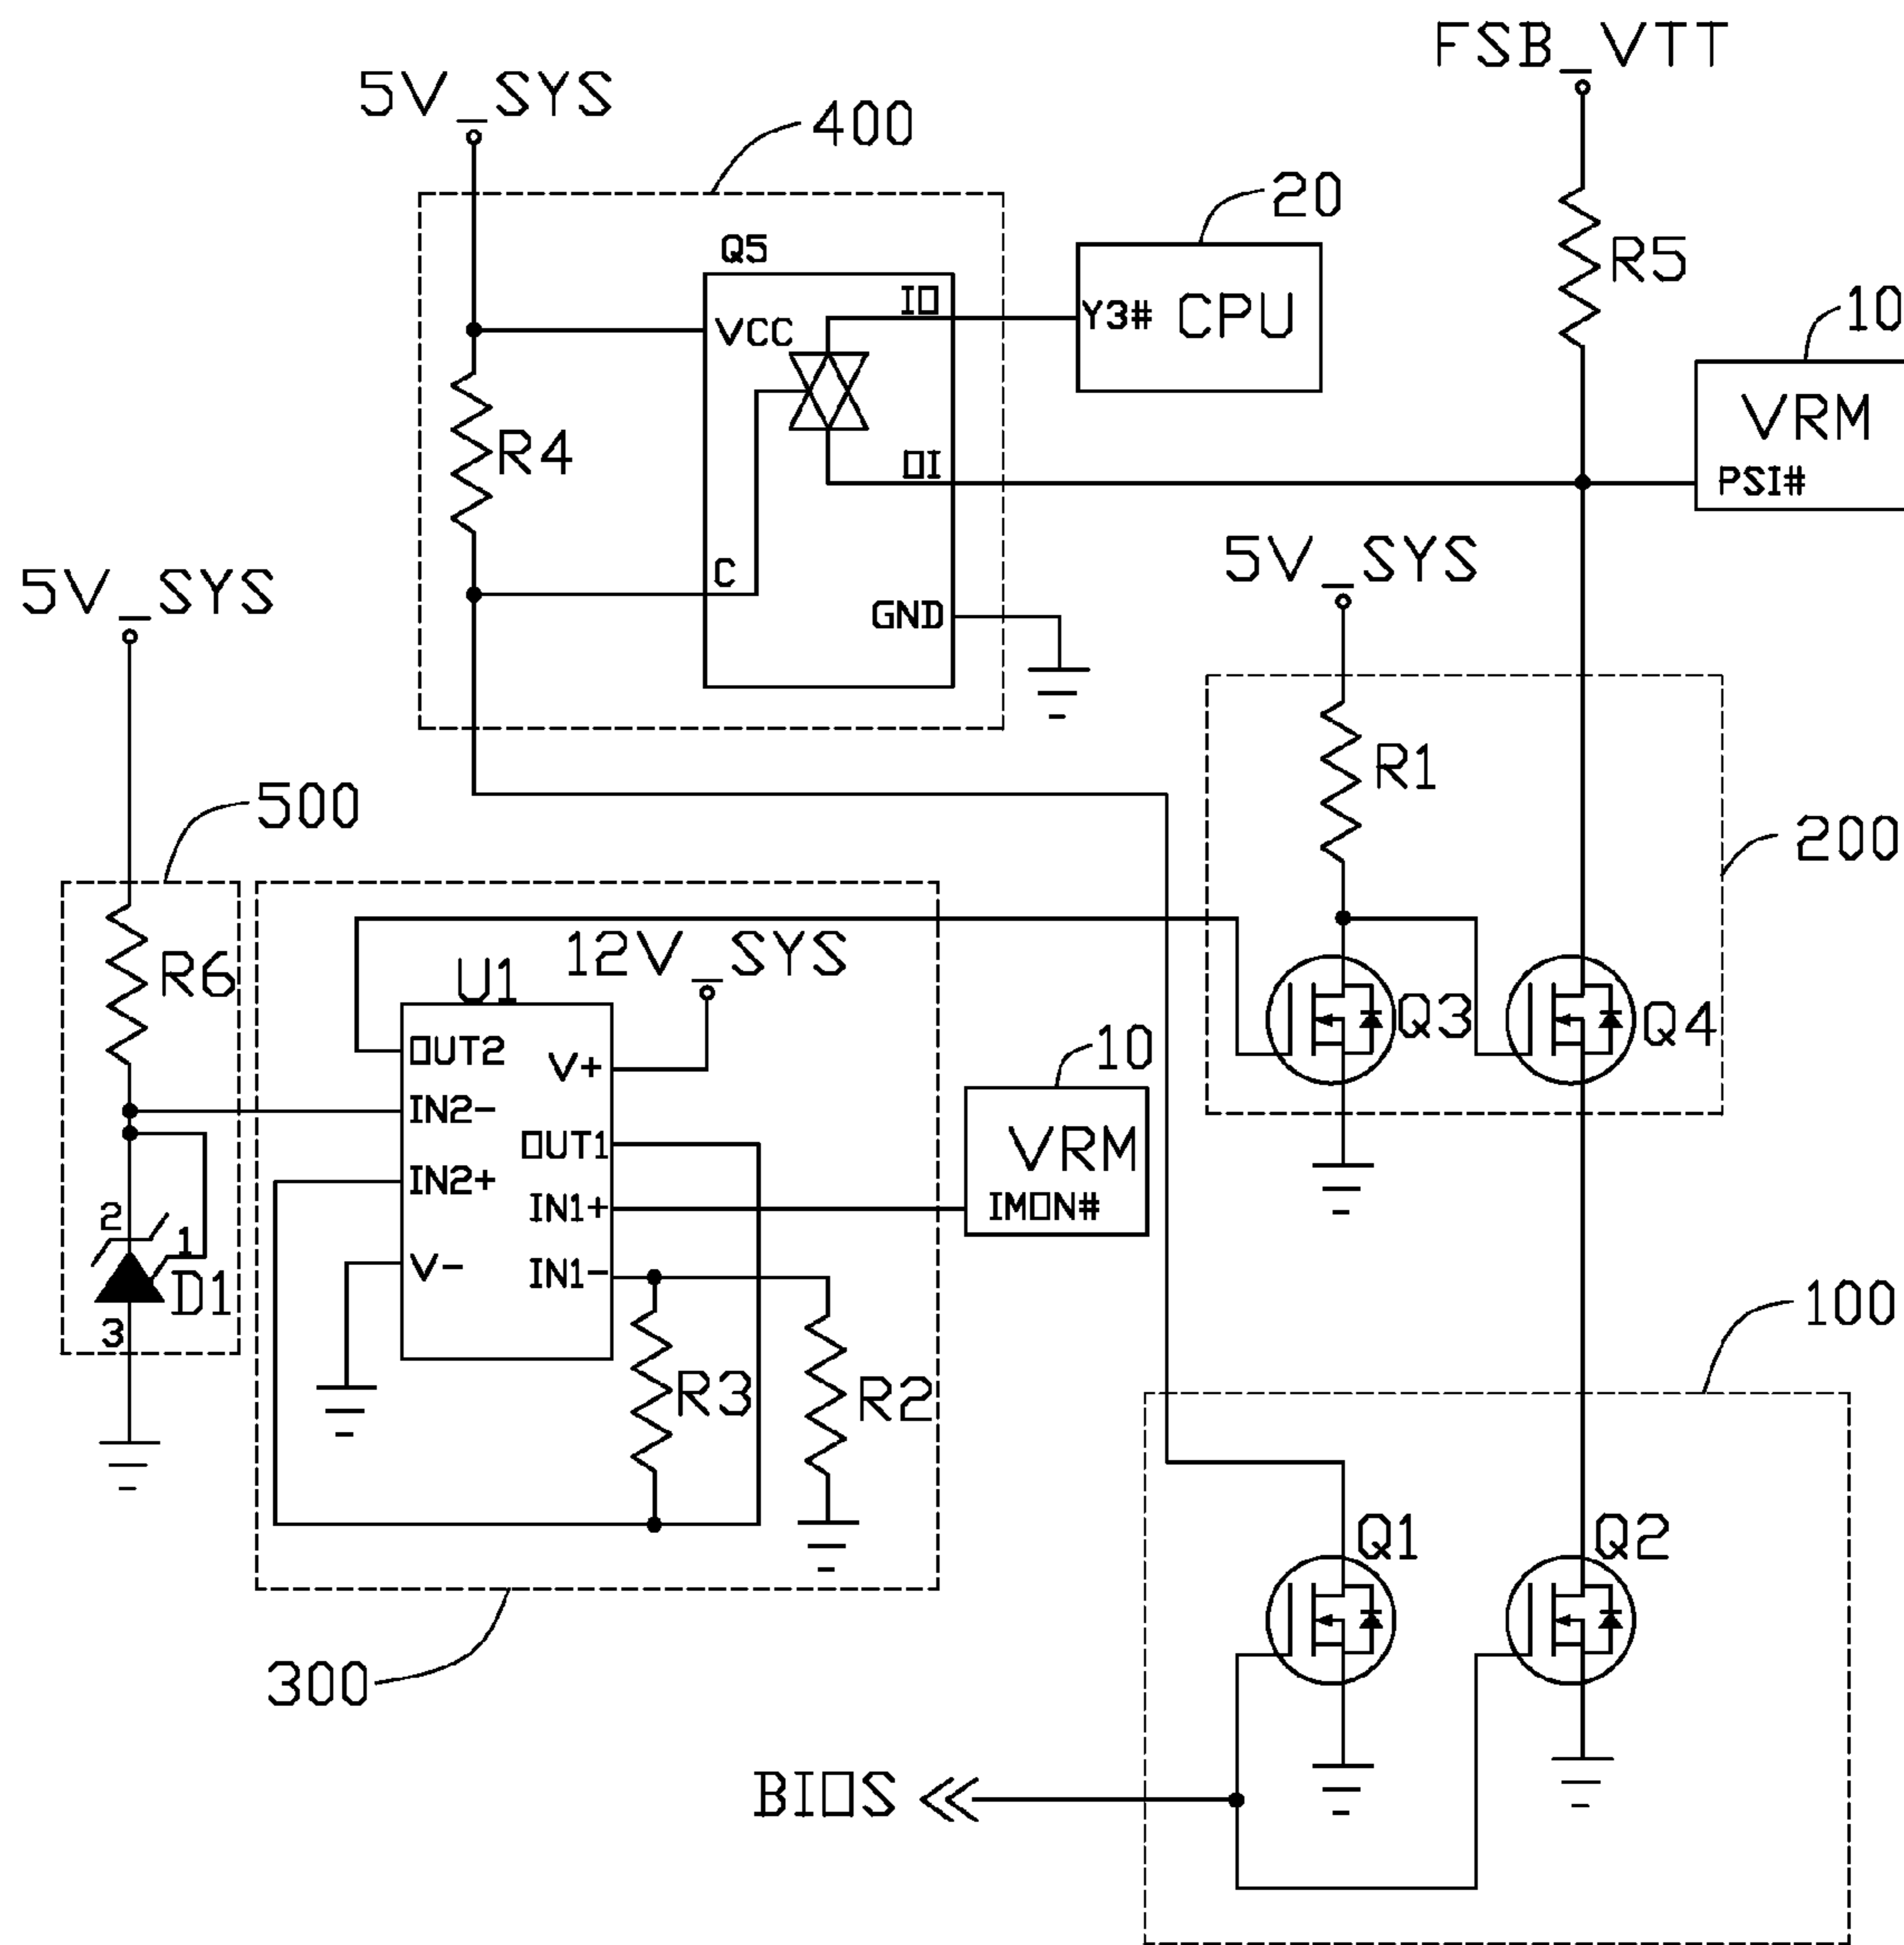 FSB_VTT
5V_SYS
400
20
Q5
R5
IO
10
VCC
Y3# CPU
VRM
R4
OI
PSI#
5V_SYS
C
5V_SYS
GND
R1
500
200
12V_SYS
U1
R6
Q3
Q4
OUT2
V+
10
IN2-
OUT1
VRM
IN2+
IN1+
IMON#
2
1
V-
IN1-
D1
100
3
R3
R2
Q1
Q2
300
BIOS